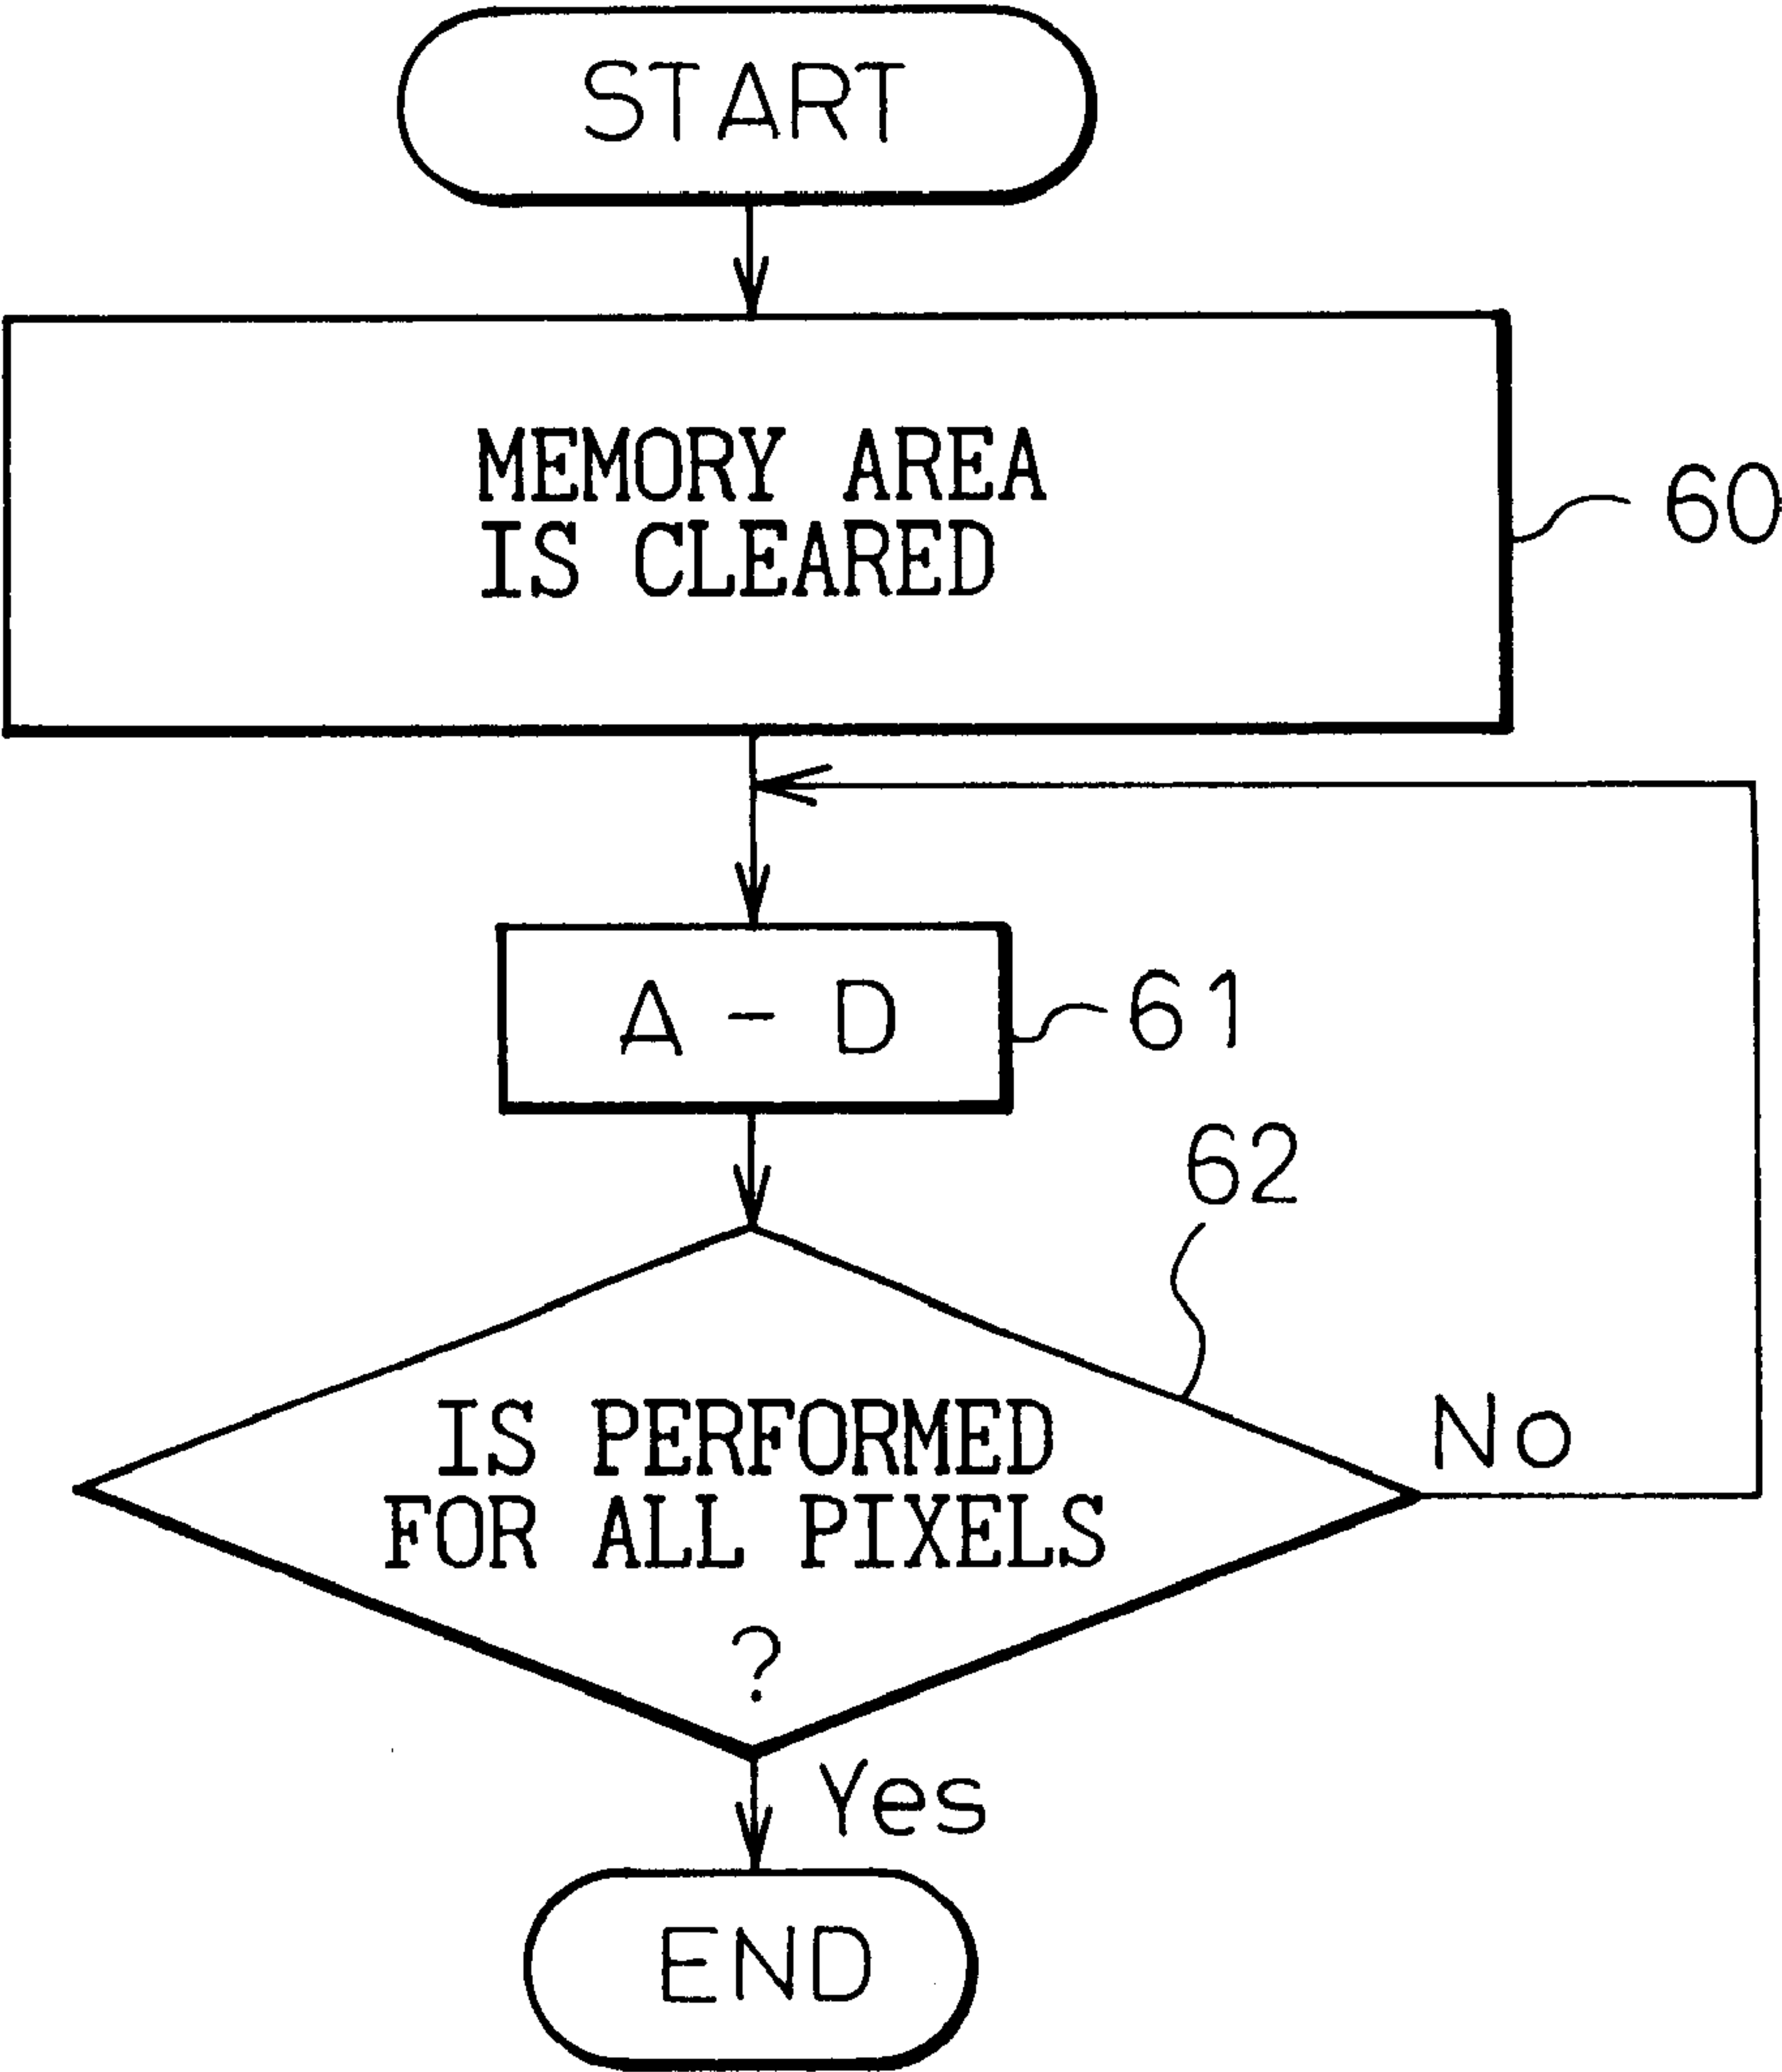 START
MEMORY AREA
IS CLEARED
60
A - D
61
62
IS PERFORMED
FOR ALL PIXELS
?
No
Yes
END